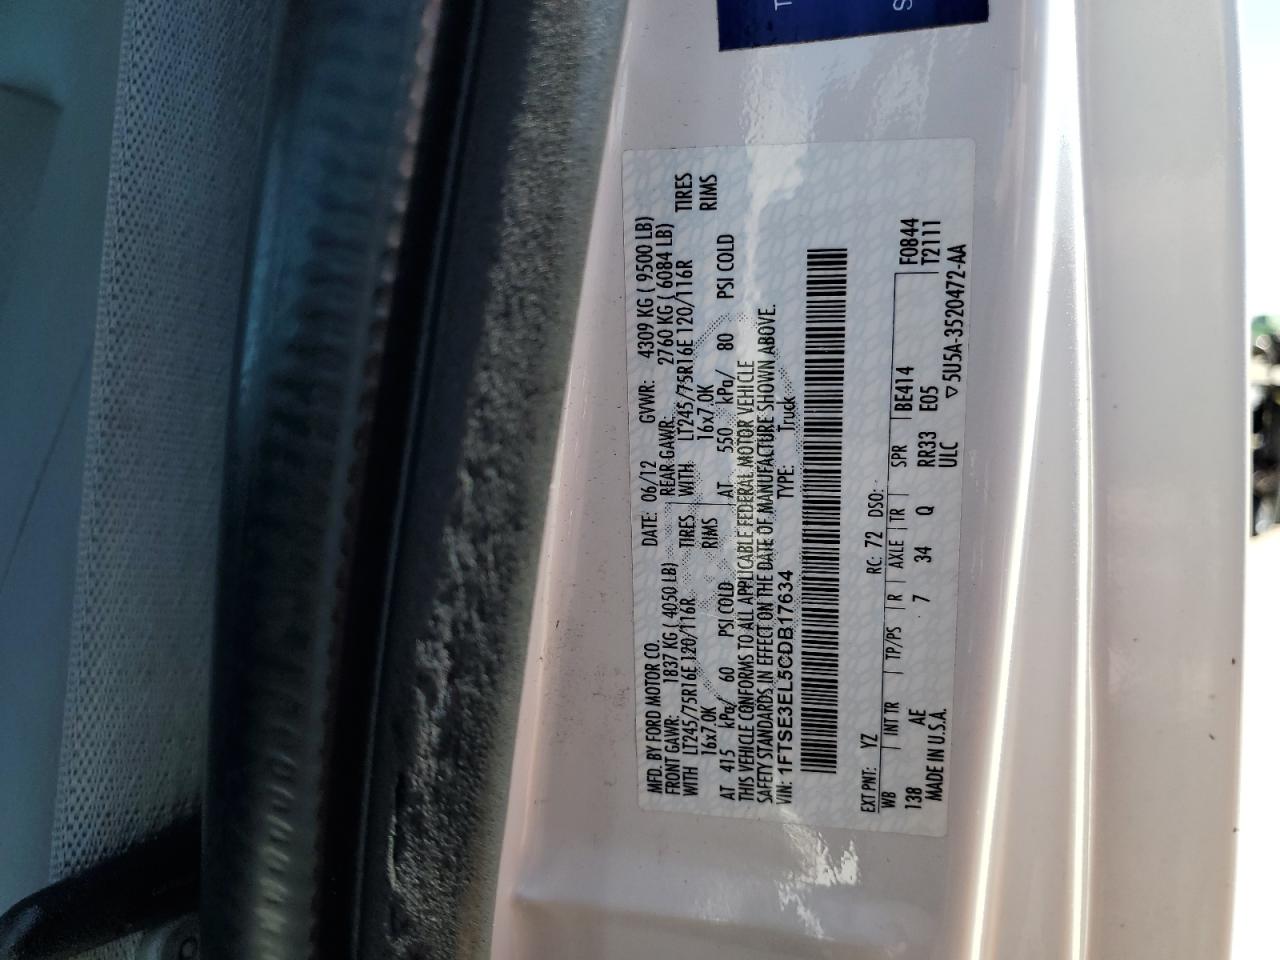 MFD. BY FORD MOTOR CO.
DATE: 06/12 GVWR: 4309 KG ( 9500 LB)
FRONT GAWR: 1837 KG ( 4050 LB) REAR GAWR: 2760 KG ( 6084 LB)
WITH LT245/75R16E 120/116R TIRES WITH LT245/75R16E 120/116R TIRES
16x7.0K RIMS 16x7.0K RIMS
AT 415 kPa/ 60 PSI COLD AT 550 kPa/ 80 PSI COLD
THIS VEHICLE CONFORMS TO ALL APPLICABLE FEDERAL MOTOR VEHICLE
SAFETY STANDARDS IN EFFECT ON THE DATE OF MANUFACTURE SHOWN ABOVE.
VIN: 1FTSE3EL5CDB17634 TYPE: Truck
EXT PNT: YZ RC: 72 DSO:
WB INT TR TP/PS R AXLE TR SPR BE414 F0844
138 AE 7 34 Q RR33 E05 T2111
MADE IN U.S.A. ULC ▽5U5A-3520472-AA
T
S